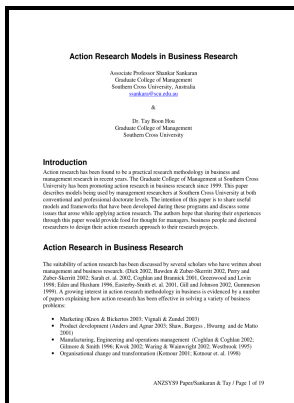 Action Research Models in Business Research
Associate Professor Shankar Sankaran
Graduate College of Management
Southern Cross University, Australia
ssankara@scu.edu.au
&
Dr. Tay Boon Hou
Graduate College of Management
Southern Cross University
Introduction
Action research has been found to be a practical research methodology in business and
management research in recent years. The Graduate College of Management at Southern Cross
University has been promoting action research in business research since 1999. This paper
describes models being used by management researchers at Southern Cross University at both
conventional and professional doctorate levels. The intention of this paper is to share useful
models and frameworks that have been developed during these programs and discuss some
issues that arose while applying action research. The authors hope that sharing their experiences
through this paper would provide food for thought for managers, business people and doctoral
researchers to design their action research approach to their research projects.
Action Research in Business Research
The suitability of action research has been discussed by several scholars who have written about
management and business research. (Dick 2002, Bawden & Zuber-Skerritt 2002, Perry and
Zuber-Skerritt 2002; Sarah et. al. 2002, Coghlan and Brannick 2001, Greenwood and Levin
1998; Eden and Huxham 1996, Easterby-Smith et. al. 2001, Gill and Johnson 2002, Gummeson
1999). A growing interest in action research methodology in business is evidenced by a number
of papers explaining how action research has been effective in solving a variety of business
problems:
• Marketing (Kees & Bickertos 2003; Vignali & Zundel 2003)
• Product development (Anders and Agnar 2003; Shaw, Burgess , Hwarng and de Matto
2001)
• Manufacturing, Engineering and operations management (Coghlan & Coghlan 2002;
Gilmore & Smith 1996; Kwok 2002; Waring & Wainwright 2002; Westbrook 1995)
• Organisational change and transformation (Kotnour 2001; Kotnour et. al. 1998)
ANZSYS9 Paper/Sankaran & Tay / Page 1 of 19